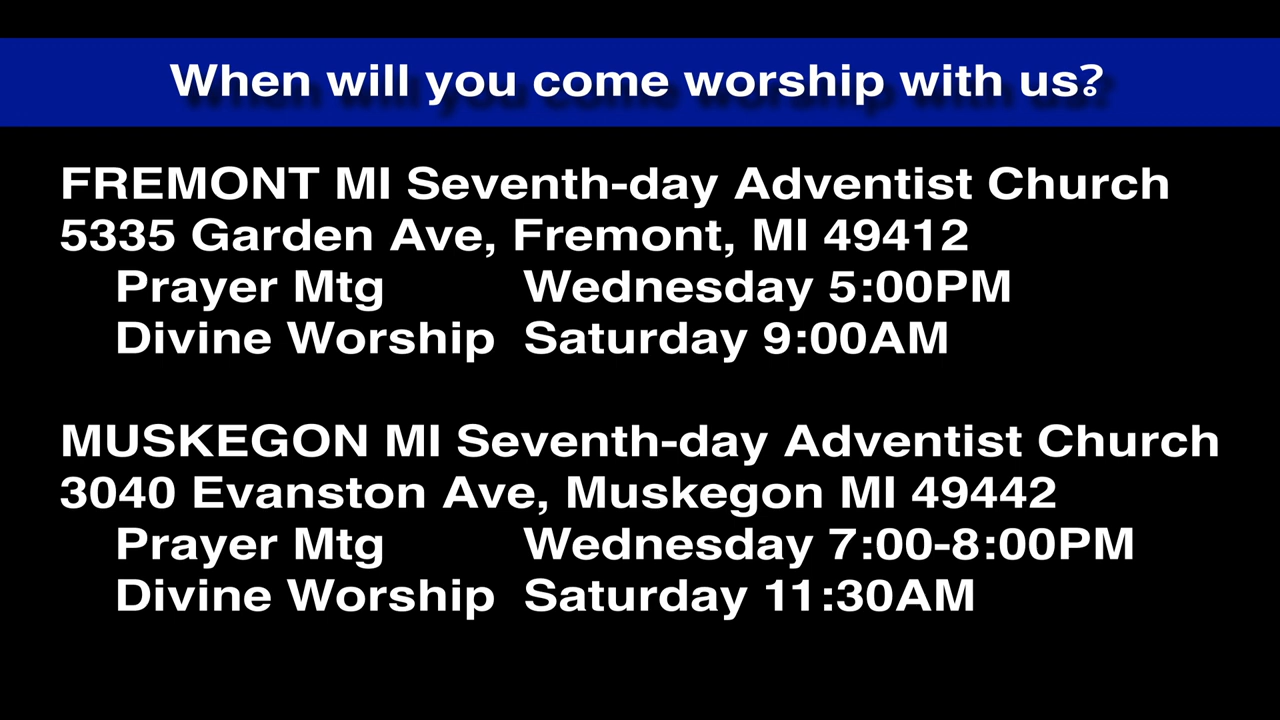 When will you come worship with us?
FREMONT MI Seventh-day Adventist Church
5335 Garden Ave, Fremont, MI 49412
Prayer Mtg Wednesday 5:00PM
Divine Worship Saturday 9:00AM
MUSKEGON MI Seventh-day Adventist Church
3040 Evanston Ave, Muskegon MI 49442
Prayer Mtg Wednesday 7:00-8:00PM
Divine Worship Saturday 11:30AM